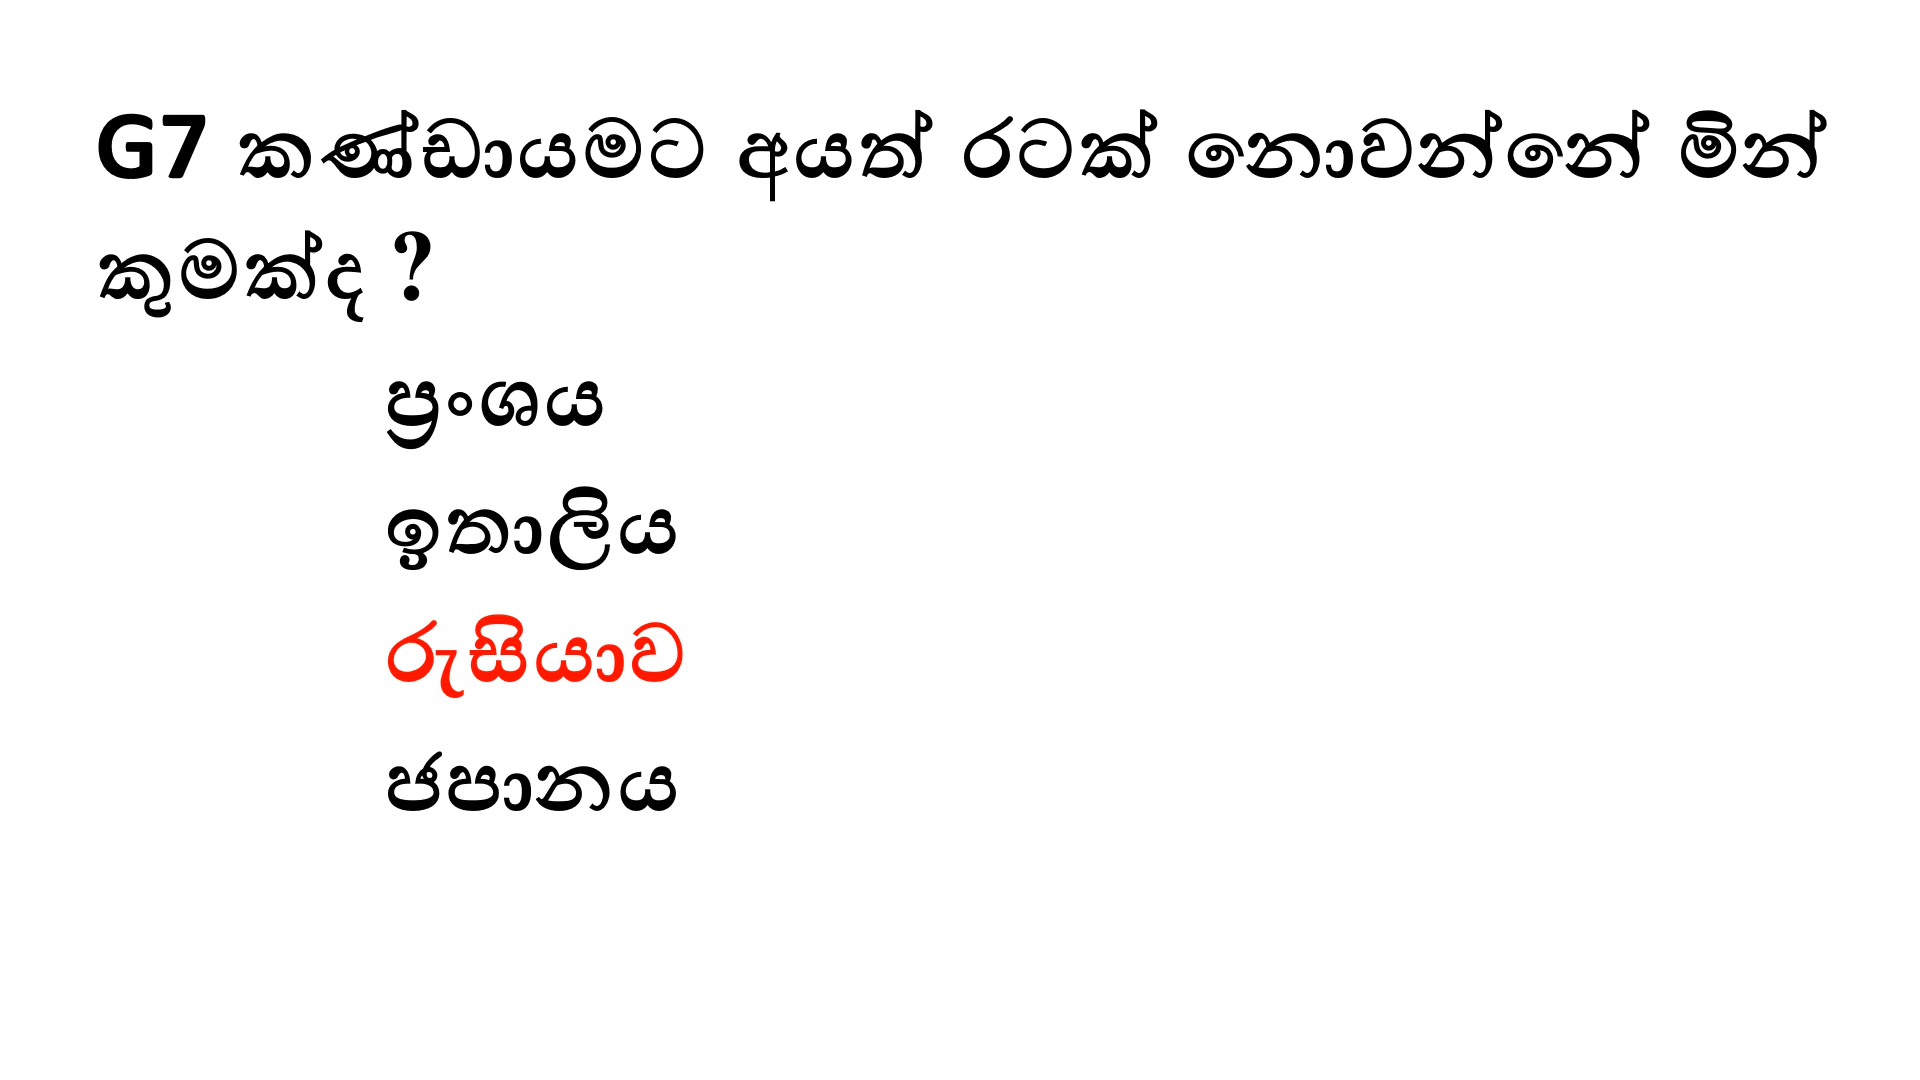 G7 කණ්ඩායමට අයත් රටක් නොවන්නේ මින්
කුමක්ද ?
ප්‍රංශය
ඉතාලිය
රුසියාව
ජපානය